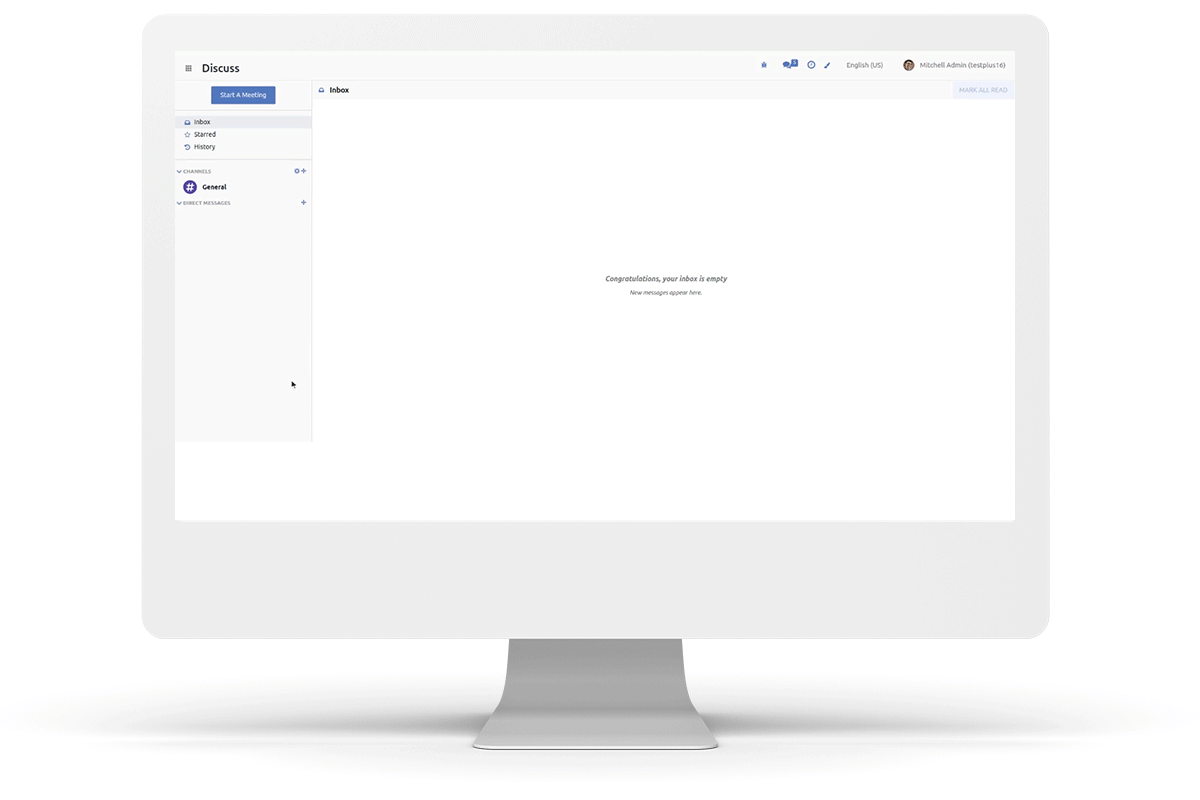 Discuss
5
English (US)
Mitchell Admin (testplus16)
Start A Meeting
Inbox
MARK ALL READ
Inbox
Starred
History
CHANNELS
General
DIRECT MESSAGES
Congratulations, your inbox is empty
New messages appear here.